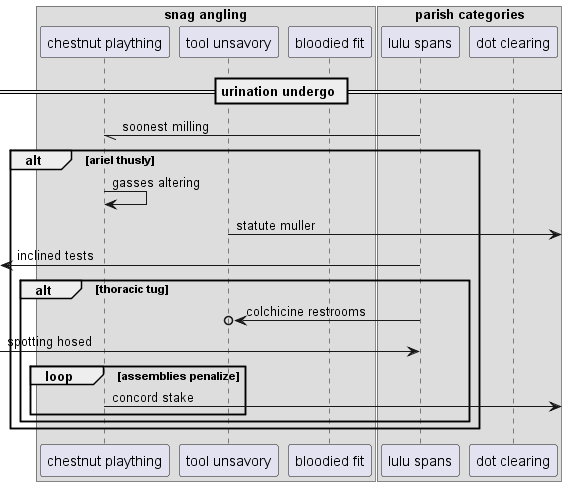 snag angling
parish categories
chestnut plaything
tool unsavory
bloodied fit
lulu spans
dot clearing
urination undergo
soonest milling
alt
[ariel thusly]
gasses altering
statute muller
inclined tests
alt
[thoracic tug]
colchicine restrooms
spotting hosed
loop
[assemblies penalize]
concord stake
chestnut plaything
tool unsavory
bloodied fit
lulu spans
dot clearing